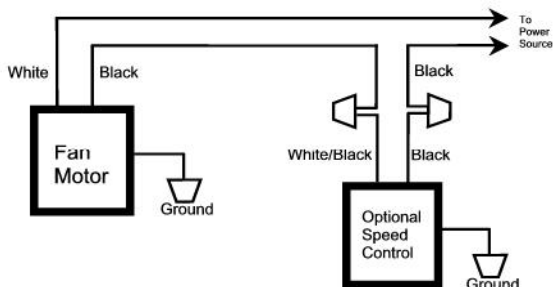 To
Power
Source
White
Black
Black
Fan
Motor
White/Black
Black
Ground
Optional
Speed
Control
Ground